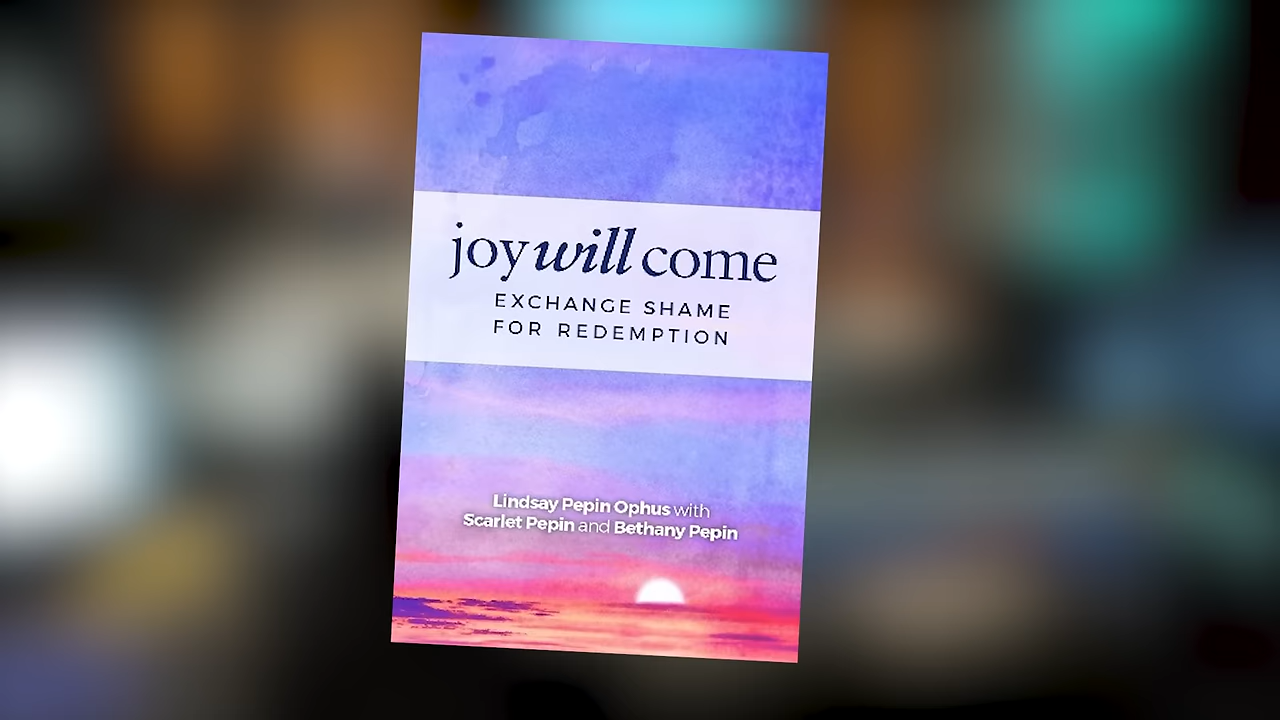 joy will come
EXCHANGE SHAME
FOR REDEMPTION
Lindsay Pepin Ophus with
Scarlet Pepin and Bethany Pepin